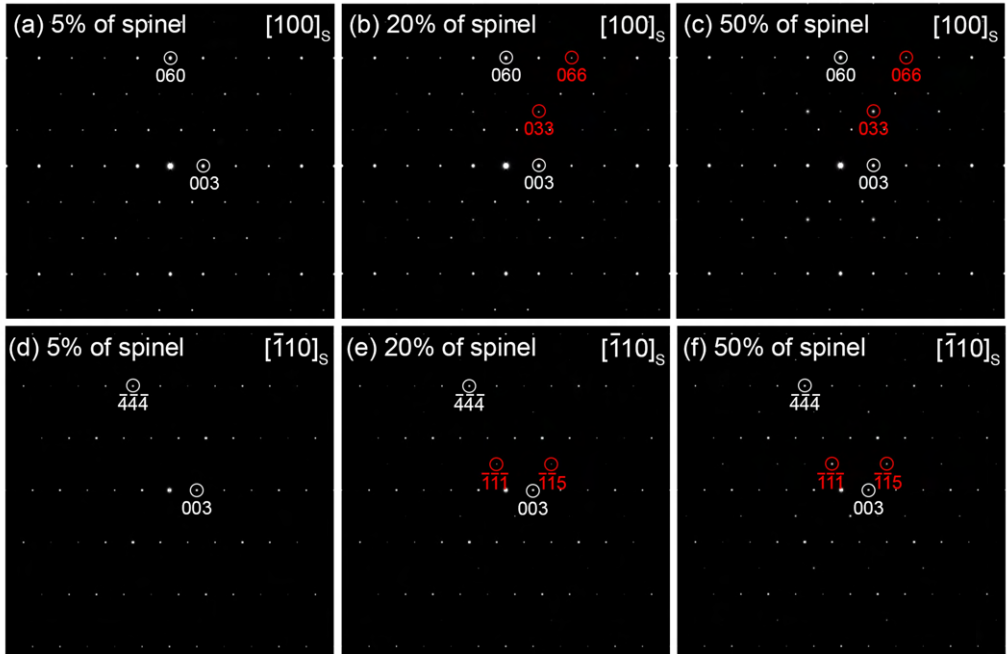 (a) 5% of spinel [100]ₛ
060
003
(b) 20% of spinel [100]ₛ
060 066
033
003
(c) 50% of spinel [100]ₛ
060 066
033
003
(d) 5% of spinel [1̄10]ₛ
4̄4̄4̄
003
(e) 20% of spinel [1̄10]ₛ
4̄4̄4̄
1̄1̄1̄ 1̄1̄5
003
(f) 50% of spinel [1̄10]ₛ
4̄4̄4̄
1̄1̄1̄ 1̄1̄5
003